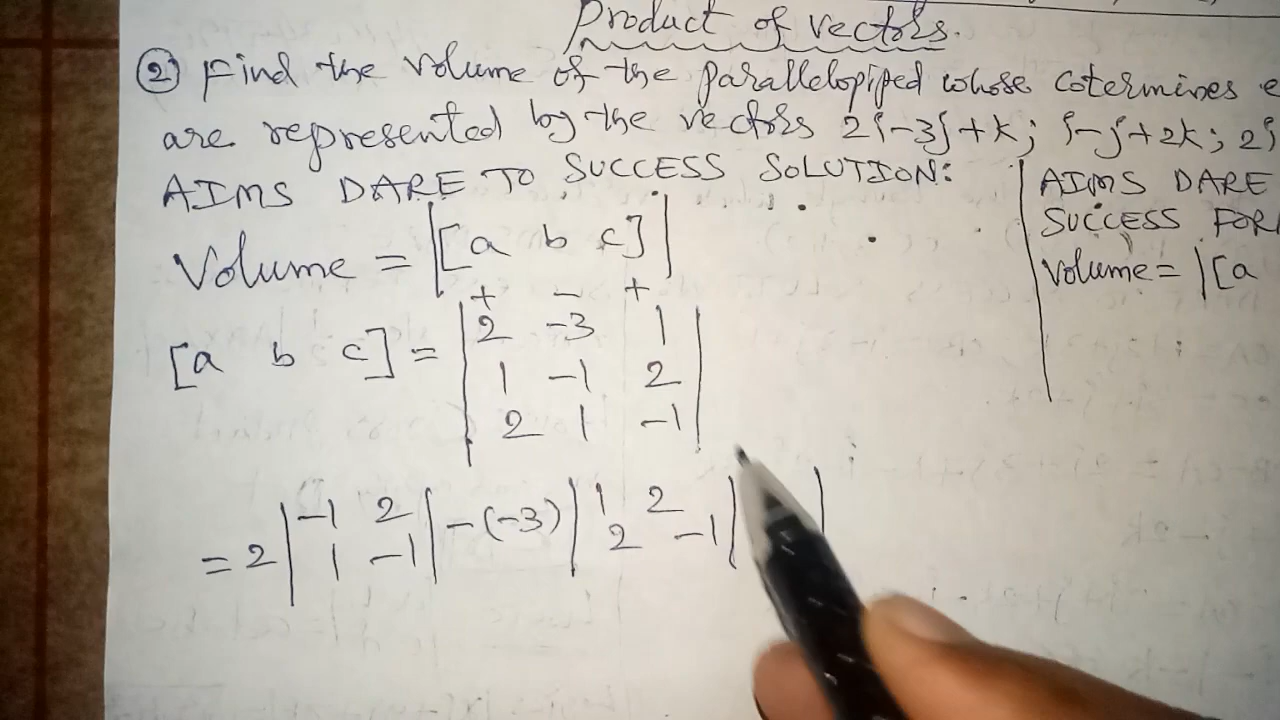 Product of vectors.
② Find the volume of the parallelopiped whose cotermines e
are represented by the vectors 2i-3j+k; i-j+2k; 2i
AIMS DARE TO SUCCESS SOLUTION:
AIMS DARE
SUCCESS FOR
Volume = |[a
Volume = |[a b c]|
+ - +
[a b c] = | 2 -3 1 |
| 1 -1 2 |
| 2 1 -1 |
= 2 | -1 2 | -(-3) | 1 2 |
| 1 -1 | | 2 -1 |